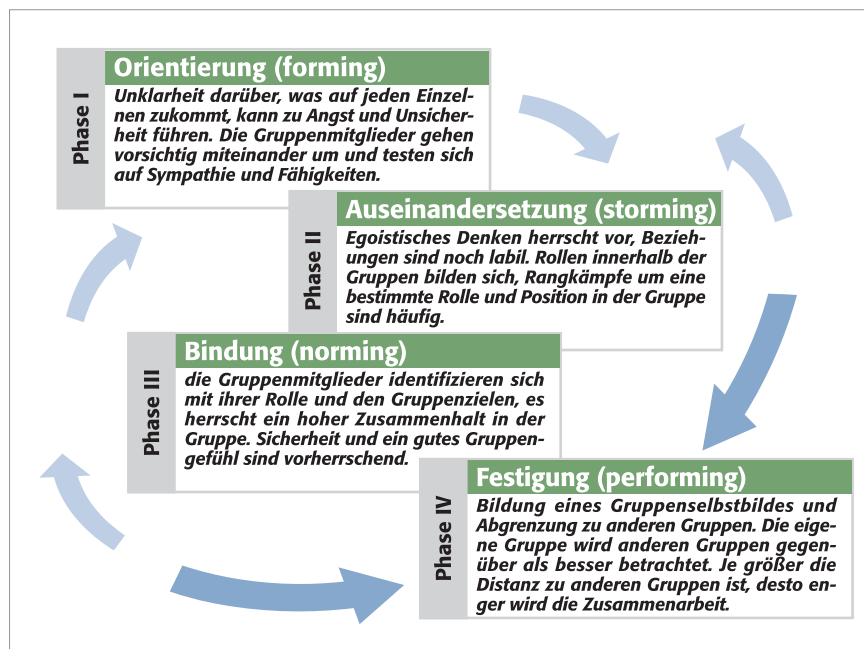 Phase I
Orientierung (forming)
Unklarheit darüber, was auf jeden Einzel-
nen zukommt, kann zu Angst und Unsicher-
heit führen. Die Gruppenmitglieder gehen
vorsichtig miteinander um und testen sich
auf Sympathie und Fähigkeiten.
Phase II
Auseinandersetzung (storming)
Egoistisches Denken herrscht vor, Bezieh-
ungen sind noch labil. Rollen innerhalb der
Gruppen bilden sich, Rangkämpfe um eine
bestimmte Rolle und Position in der Gruppe
sind häufig.
Phase III
Bindung (norming)
die Gruppenmitglieder identifizieren sich
mit ihrer Rolle und den Gruppenzielen, es
herrscht ein hoher Zusammenhalt in der
Gruppe. Sicherheit und ein gutes Gruppen-
gefühl sind vorherrschend.
Phase IV
Festigung (performing)
Bildung eines Gruppenselbstbildes und
Abgrenzung zu anderen Gruppen. Die eige-
ne Gruppe wird anderen Gruppen gegen-
über als besser betrachtet. Je größer die
Distanz zu anderen Gruppen ist, desto en-
ger wird die Zusammenarbeit.